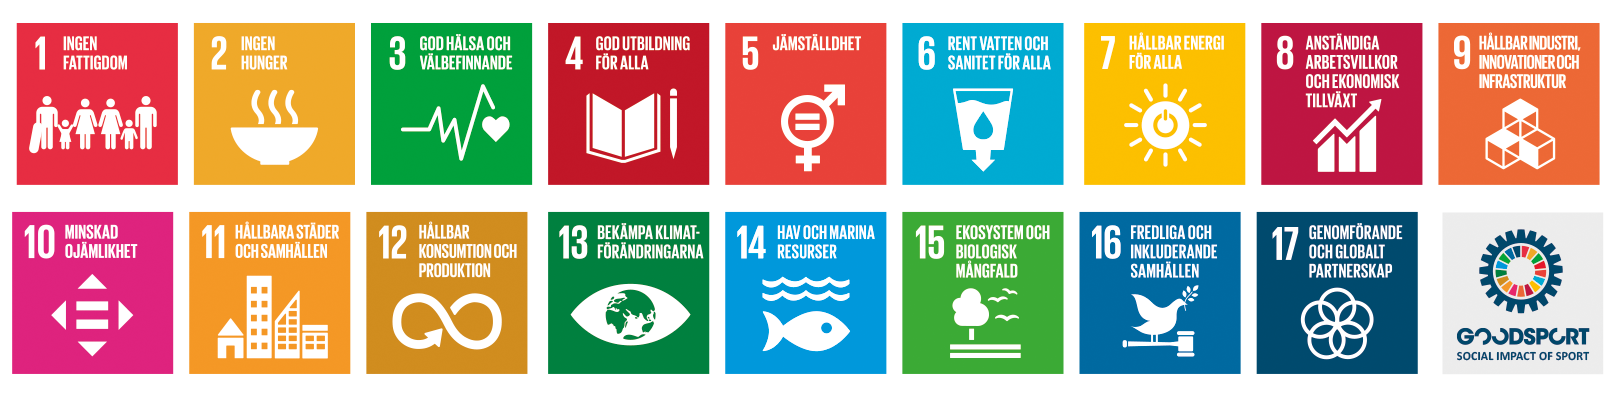 1 INGEN
FATTIGDOM
2 INGEN
HUNGER
3 GOD HÄLSA OCH
VÄLBEFINNANDE
4 GOD UTBILDNING
FÖR ALLA
5 JÄMSTÄLLDHET
6 RENT VATTEN OCH
SANITET FÖR ALLA
7 HÅLLBAR ENERGI
FÖR ALLA
8 ANSTÄNDIGA
ARBETSVILLKOR
OCH EKONOMISK
TILLVÄXT
9 HÅLLBAR INDUSTRI,
INNOVATIONER OCH
INFRASTRUKTUR
10 MINSKAD
OJÄMLIKHET
11 HÅLLBARA STÄDER
OCH SAMHÄLLEN
12 HÅLLBAR
KONSUMTION OCH
PRODUKTION
13 BEKÄMPA KLIMAT-
FÖRÄNDRINGARNA
14 HAV OCH MARINA
RESURSER
15 EKOSYSTEM OCH
BIOLOGISK
MÅNGFALD
16 FREDLIGA OCH
INKLUDERANDE
SAMHÄLLEN
17 GENOMFÖRANDE
OCH GLOBALT
PARTNERSKAP
GOODSPORT
SOCIAL IMPACT OF SPORT